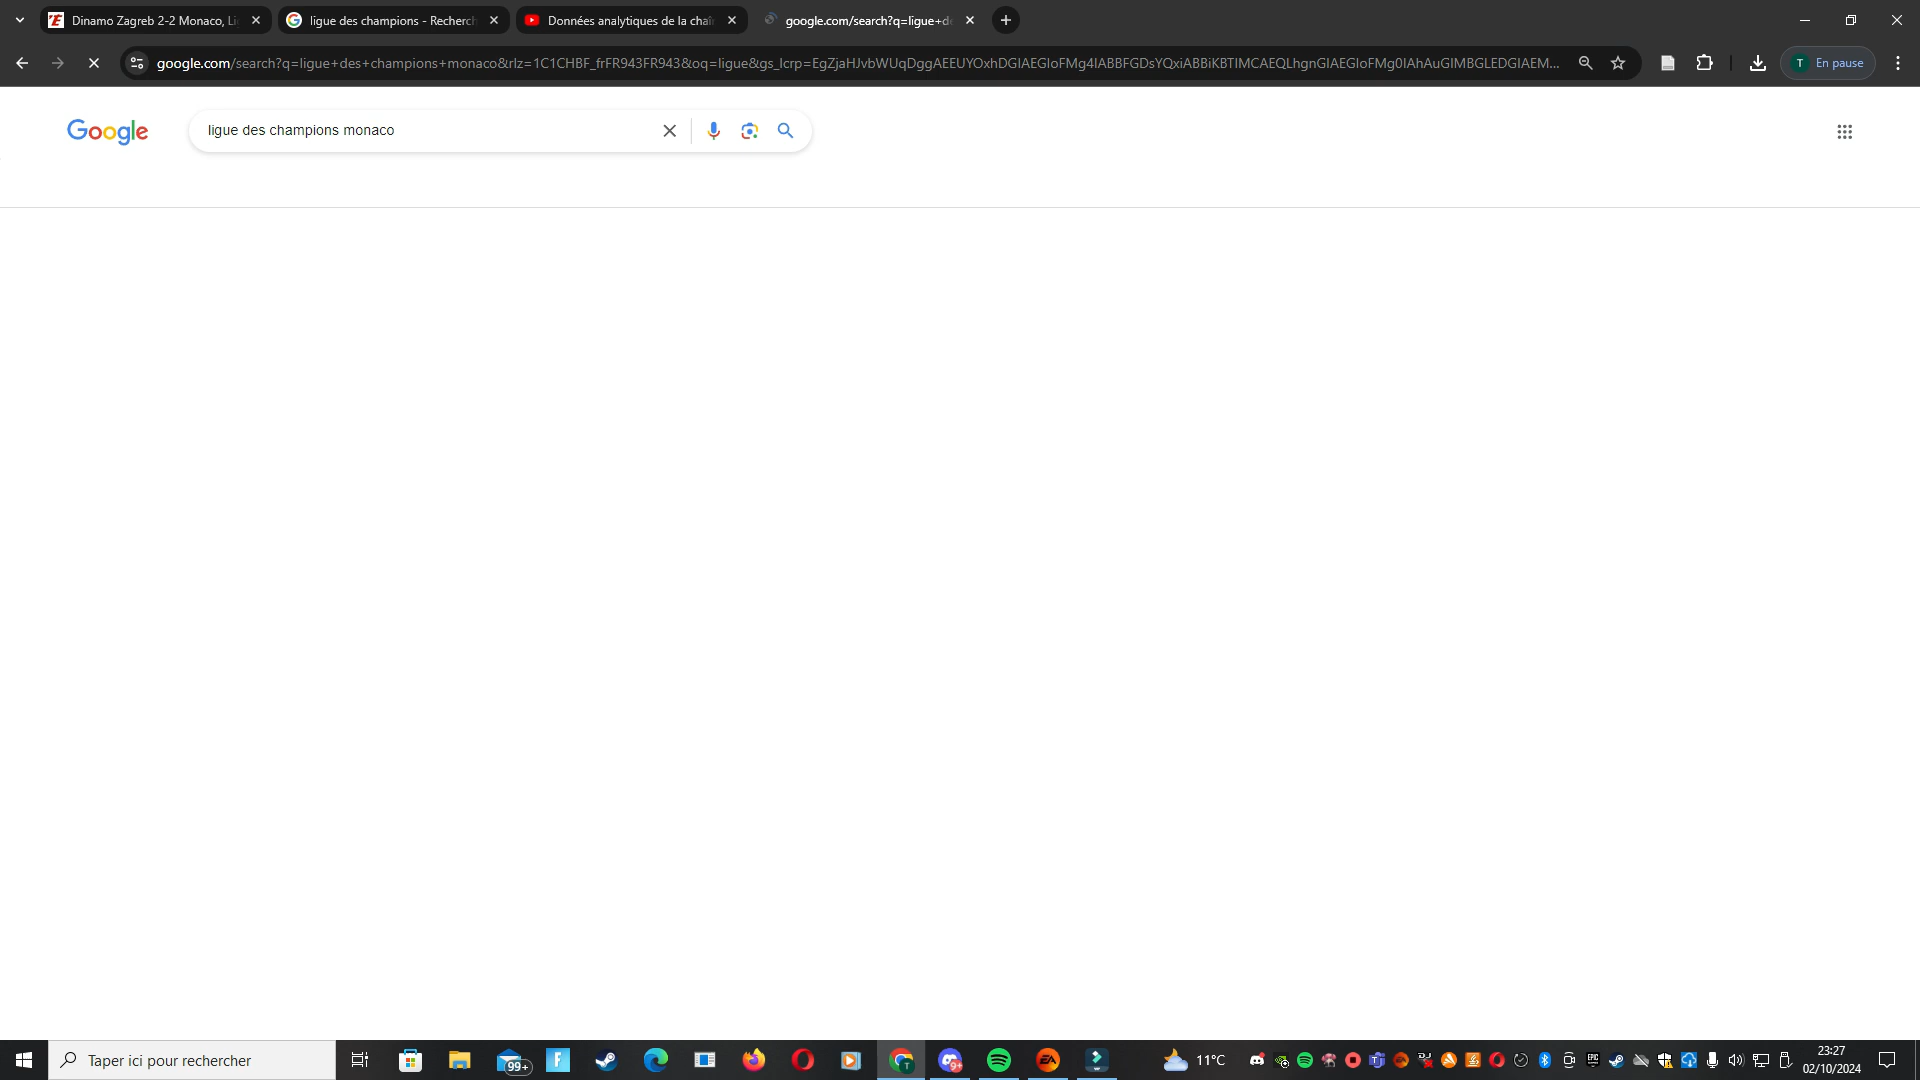 Dinamo Zagreb 2-2 Monaco, Li
ligue des champions - Recherch
Données analytiques de la chaî
google.com/search?q=ligue+de
google.com/search?q=ligue+des+champions+monaco&rlz=1C1CHBF_frFR943FR943&oq=ligue&gs_lcrp=EgZjaHJvbWUqDggAEEUYOxhDGIAEGIoFMg4IABBFGDsYQxiABBiKBTIMCAEQLhgnGIAEGIoFMg0IAhAuGIMBGLEDGIAEM...
T En pause
Google
ligue des champions monaco
Taper ici pour rechercher
99+
9+
11°C
23:27
02/10/2024